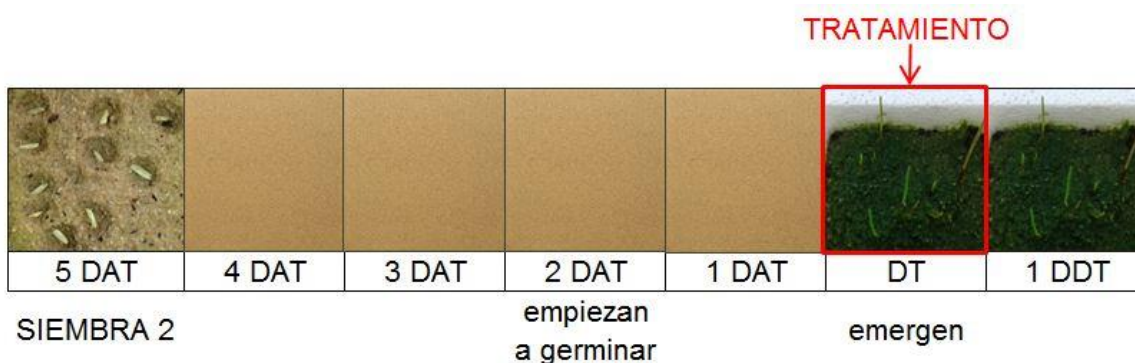 TRATAMIENTO
5 DAT
4 DAT
3 DAT
2 DAT
1 DAT
DT
1 DDT
SIEMBRA 2
empiezan
a germinar
emergen